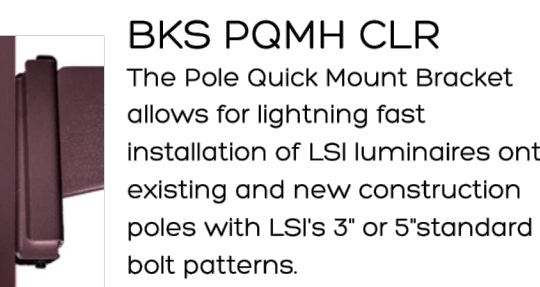 BKS PQMH CLR
The Pole Quick Mount Bracket
allows for lightning fast
installation of LSI luminaires ont
existing and new construction
poles with LSI's 3" or 5"standard
bolt patterns.